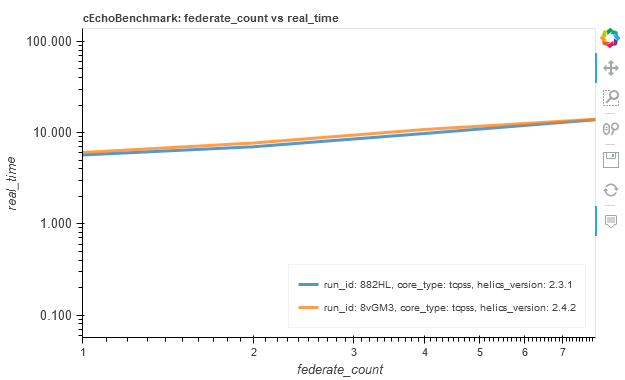 cEchoBenchmark: federate_count vs real_time
100.000
10.000
1.000
0.100
real_time
run_id: 882HL, core_type: tcpss, helics_version: 2.3.1
run_id: 8vGM3, core_type: tcpss, helics_version: 2.4.2
1 2 3 4 5 6 7
federate_count